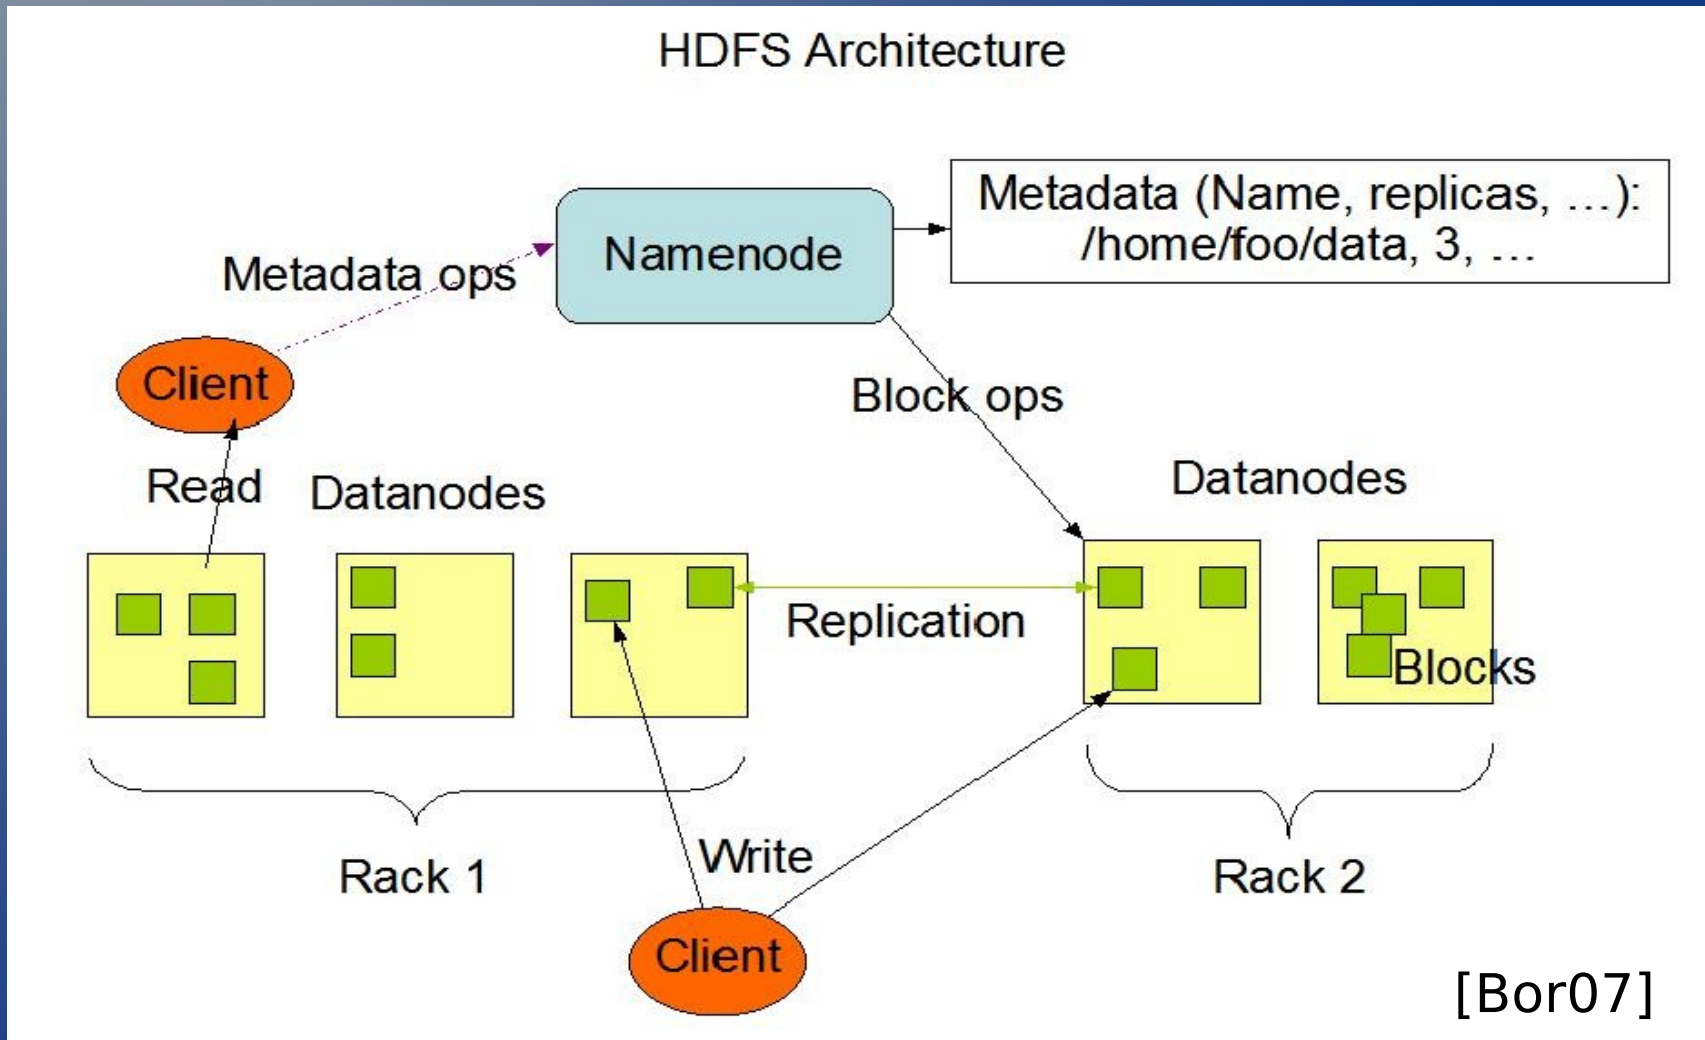 HDFS Architecture
Metadata (Name, replicas, …):
/home/foo/data, 3, …
Namenode
Metadata ops
Client
Block ops
Read
Datanodes
Datanodes
Replication
Blocks
Write
Rack 1
Rack 2
Client
[Bor07]